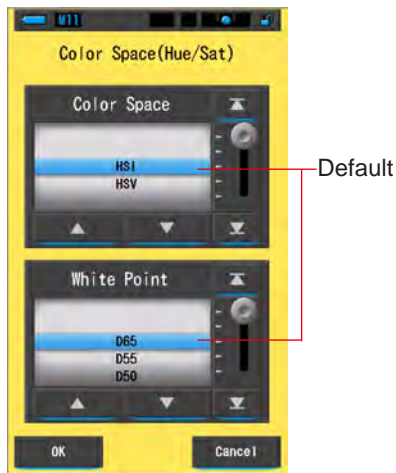 M11
Color Space(Hue/Sat)
Color Space
HSI
HSV
Default
White Point
D65
D55
D50
OK
Cancel